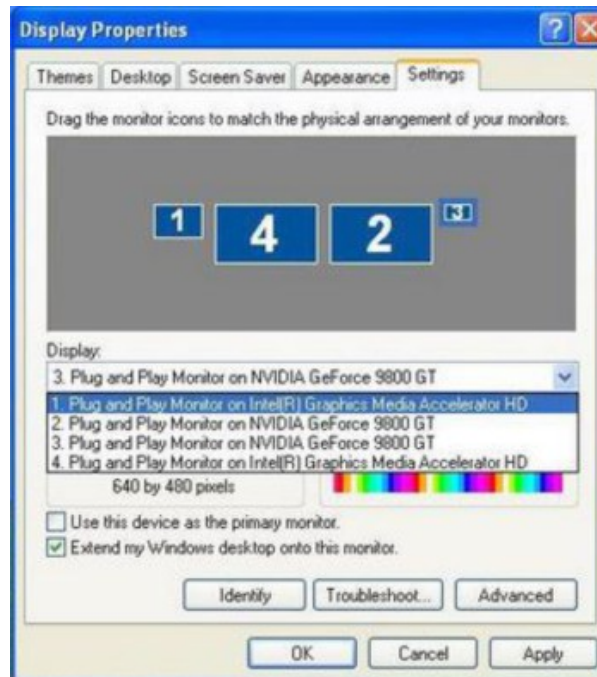 Display Properties
Themes Desktop Screen Saver Appearance Settings
Drag the monitor icons to match the physical arrangement of your monitors.
1 4 2 3
Display:
3. Plug and Play Monitor on NVIDIA GeForce 9800 GT
1. Plug and Play Monitor on Intel(R) Graphics Media Accelerator HD
2. Plug and Play Monitor on NVIDIA GeForce 9800 GT
3. Plug and Play Monitor on NVIDIA GeForce 9800 GT
4. Plug and Play Monitor on Intel(R) Graphics Media Accelerator HD
640 by 480 pixels
Use this device as the primary monitor.
Extend my Windows desktop onto this monitor.
Identify Troubleshoot... Advanced
OK Cancel Apply